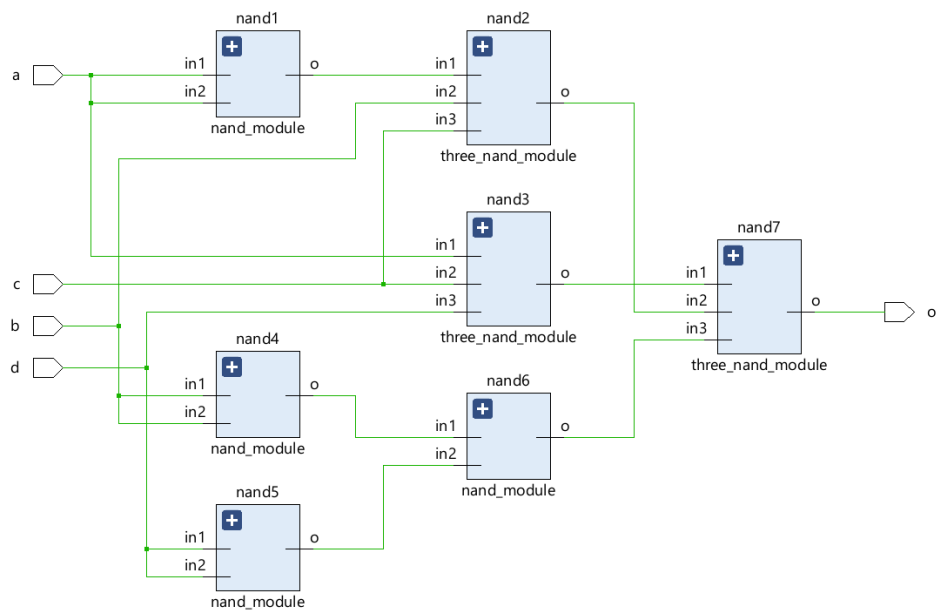 nand1
nand2
a
in1
in2
o
nand_module
in1
in2
in3
o
three_nand_module
nand3
in1
in2
in3
o
three_nand_module
nand7
in1
in2
in3
o
three_nand_module
o
c
b
d
nand4
in1
in2
o
nand_module
nand6
in1
in2
o
nand_module
nand5
in1
in2
o
nand_module